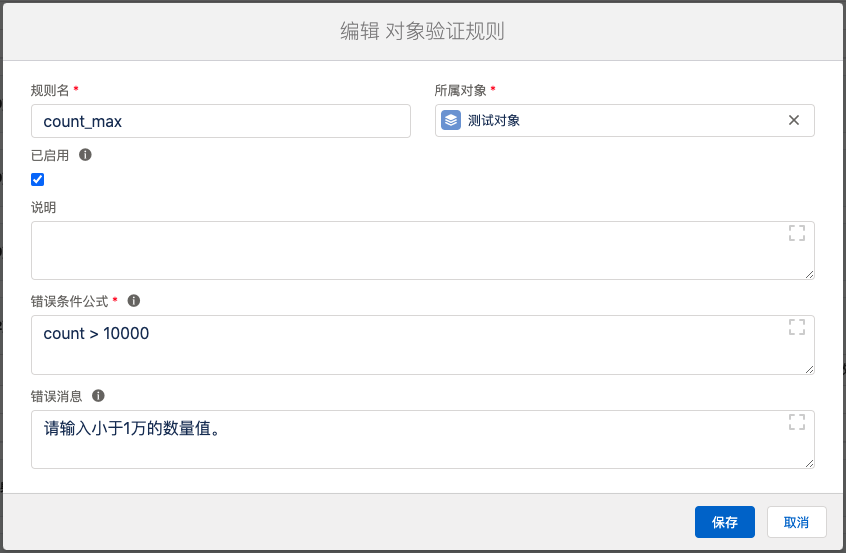 编辑 对象验证规则
规则名 *
所属对象 *
count_max
测试对象
已启用
说明
错误条件公式 *
count > 10000
错误消息
请输入小于1万的数量值。
保存
取消